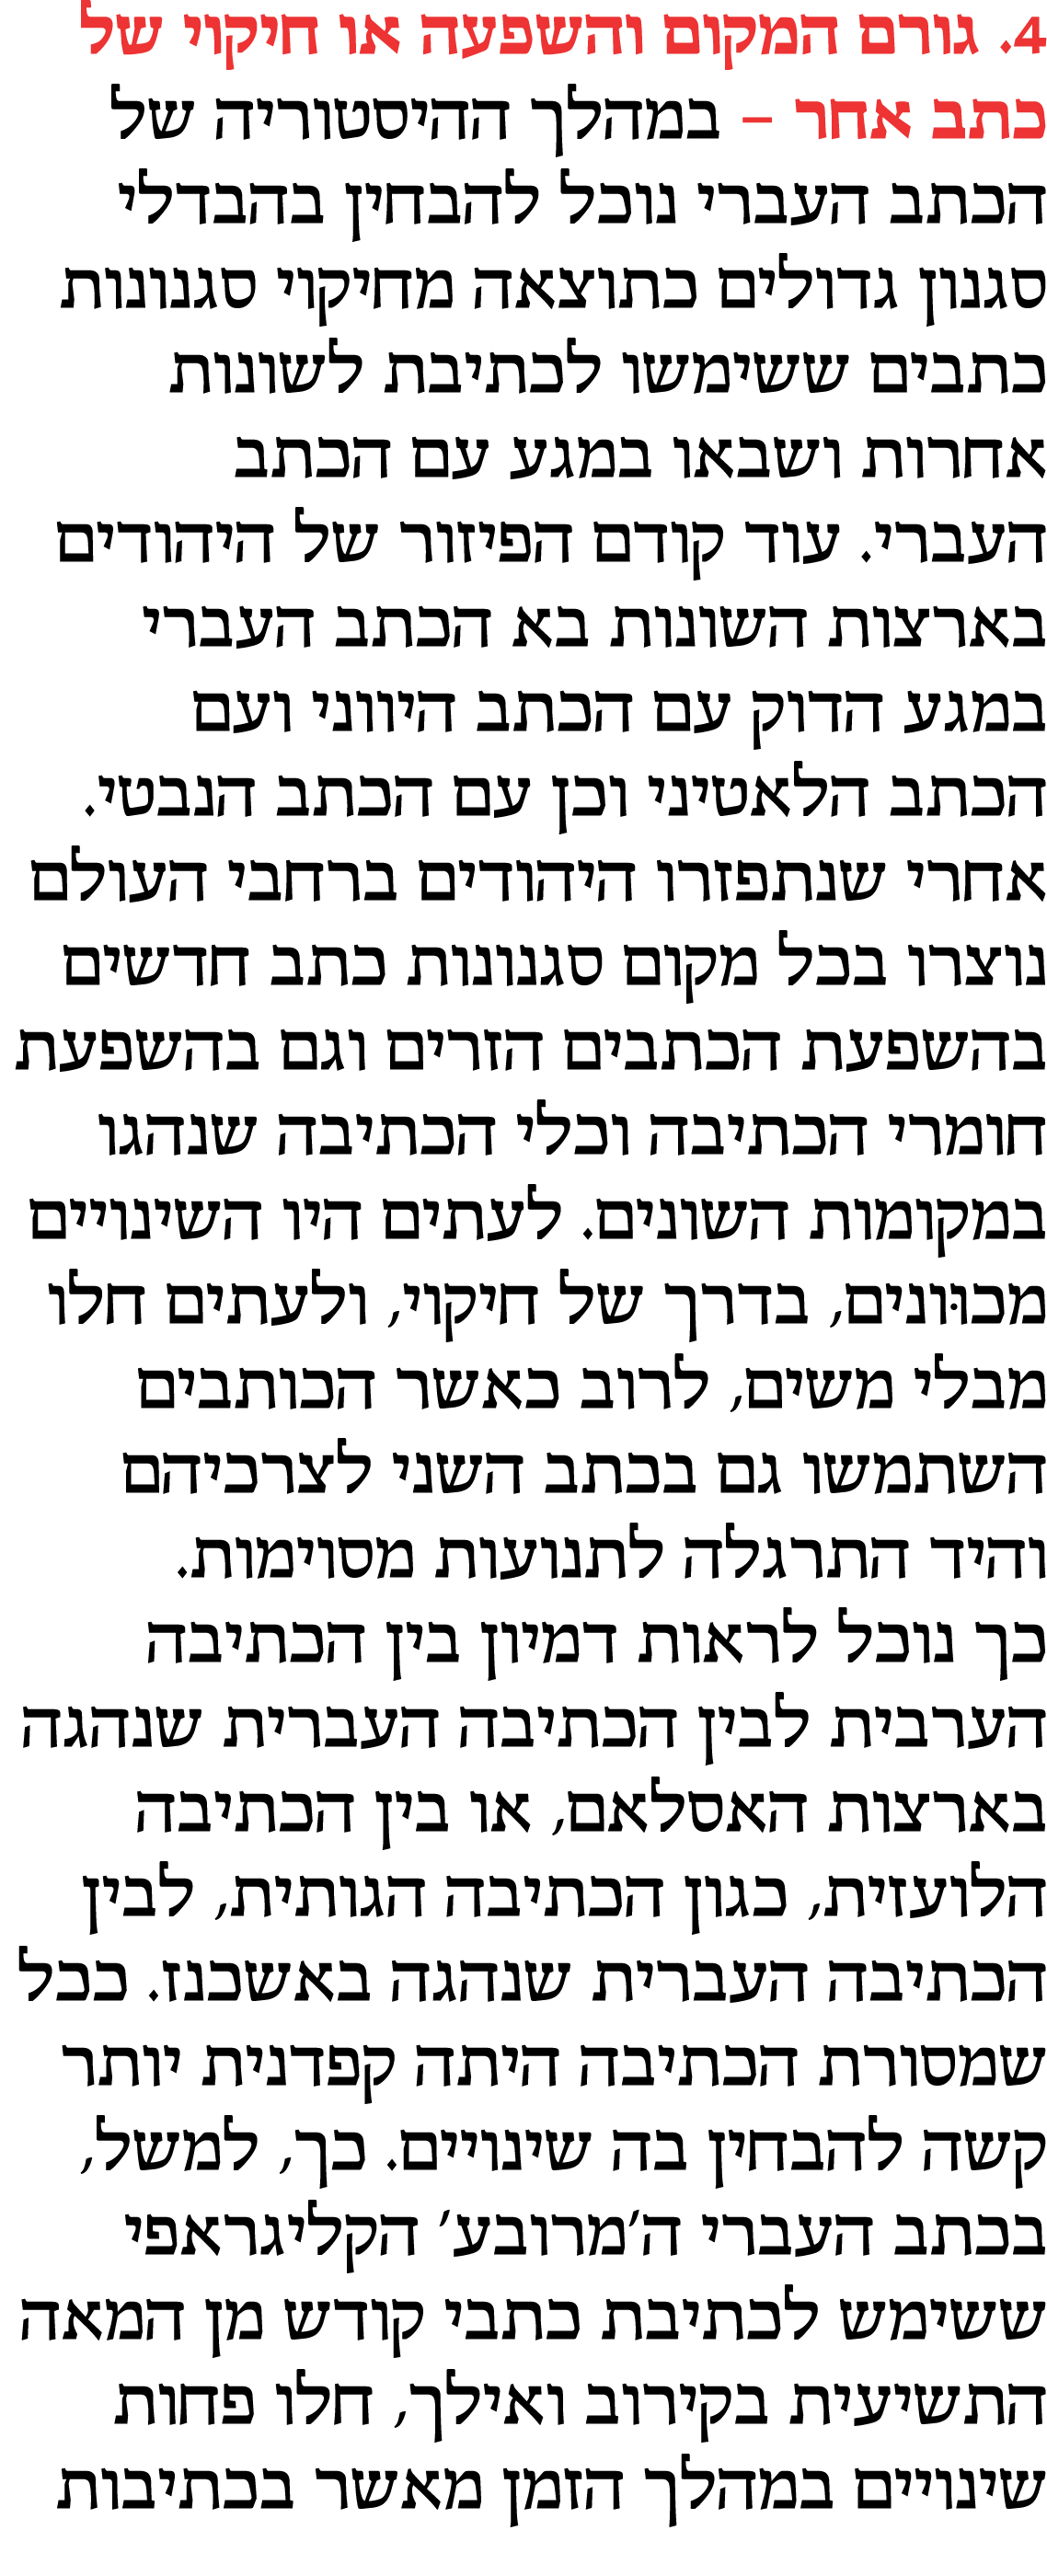 4. גורם המקום והשפעה או חיקוי של
כתב אחר – במהלך ההיסטוריה של
הכתב העברי נוכל להבחין בהבדלי
סגנון גדולים כתוצאה מחיקוי סגנונות
כתבים ששימשו לכתיבת לשונות
אחרות ושבאו במגע עם הכתב
העברי. עוד קודם הפיזור של היהודים
בארצות השונות בא הכתב העברי
במגע הדוק עם הכתב היווני ועם
הכתב הלאטיני וכן עם הכתב הנבטי.
אחרי שנתפזרו היהודים ברחבי העולם
נוצרו בכל מקום סגנונות כתב חדשים
בהשפעת הכתבים הזרים וגם בהשפעת
חומרי הכתיבה וכלי הכתיבה שנהגו
במקומות השונים. לעתים היו השינויים
מכוּונים, בדרך של חיקוי, ולעתים חלו
מבלי משים, לרוב כאשר הכותבים
השתמשו גם בכתב השני לצרכיהם
והיד התרגלה לתנועות מסוימות.
כך נוכל לראות דמיון בין הכתיבה
הערבית לבין הכתיבה העברית שנהגה
בארצות האסלאם, או בין הכתיבה
הלועזית, כגון הכתיבה הגותית, לבין
הכתיבה העברית שנהגה באשכנז. ככל
שמסורת הכתיבה היתה קפדנית יותר
קשה להבחין בה שינויים. כך, למשל,
בכתב העברי ה'מרובע' הקליגראפי
ששימש לכתיבת כתבי קודש מן המאה
התשיעית בקירוב ואילך, חלו פחות
שינויים במהלך הזמן מאשר בכתיבות